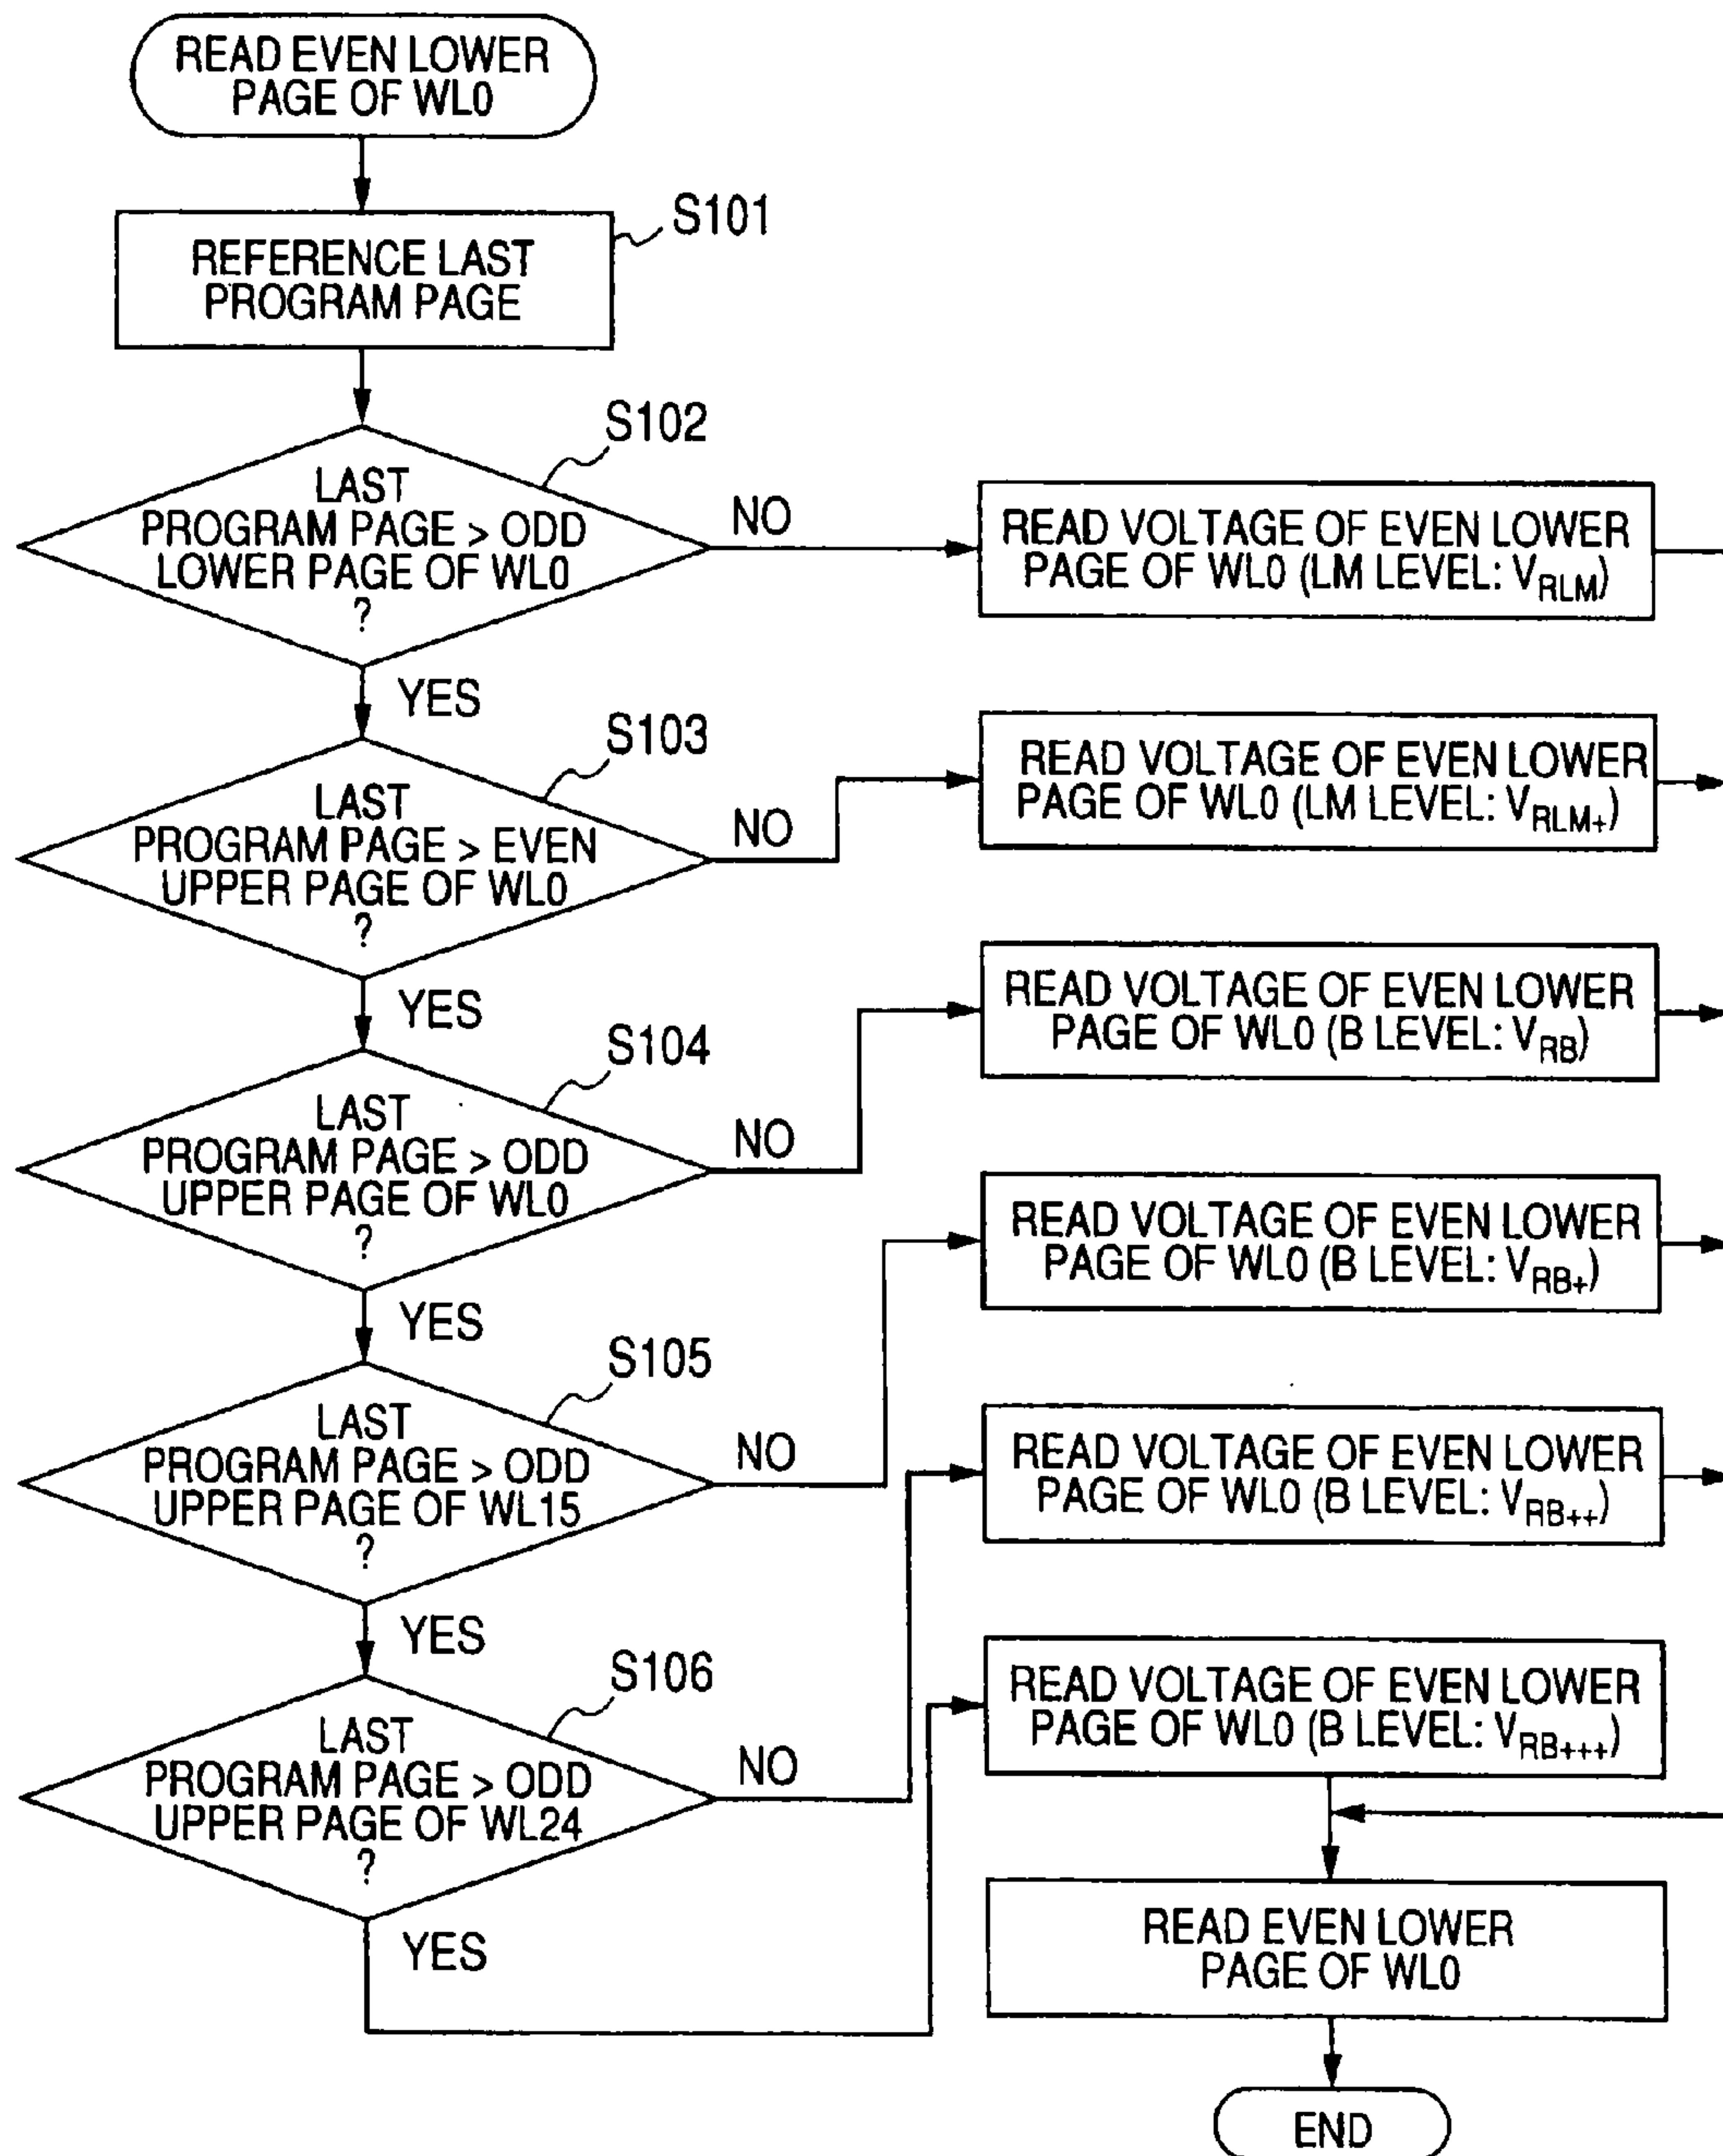 READ EVEN LOWER
PAGE OF WL0
S101
REFERENCE LAST
PROGRAM PAGE
S102
LAST
PROGRAM PAGE > ODD
LOWER PAGE OF WL0
?
NO
READ VOLTAGE OF EVEN LOWER
PAGE OF WL0 (LM LEVEL: VRLM)
YES
S103
LAST
PROGRAM PAGE > EVEN
UPPER PAGE OF WL0
?
NO
READ VOLTAGE OF EVEN LOWER
PAGE OF WL0 (LM LEVEL: VRLM+)
YES
S104
LAST
PROGRAM PAGE > ODD
UPPER PAGE OF WL0
?
NO
READ VOLTAGE OF EVEN LOWER
PAGE OF WL0 (B LEVEL: VRB)
YES
S105
LAST
PROGRAM PAGE > ODD
UPPER PAGE OF WL15
?
NO
READ VOLTAGE OF EVEN LOWER
PAGE OF WL0 (B LEVEL: VRB+)
YES
S106
LAST
PROGRAM PAGE > ODD
UPPER PAGE OF WL24
?
NO
READ VOLTAGE OF EVEN LOWER
PAGE OF WL0 (B LEVEL: VRB++)
YES
READ VOLTAGE OF EVEN LOWER
PAGE OF WL0 (B LEVEL: VRB+++)
READ EVEN LOWER
PAGE OF WL0
END